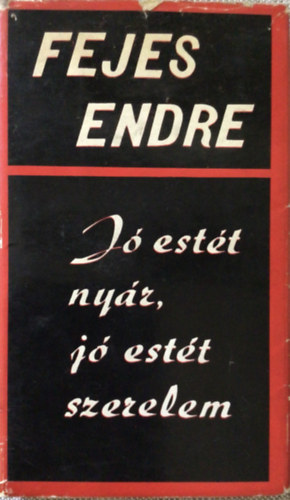 FEJES
ENDRE
Jó estét
nyár,
jó estét
szerelem